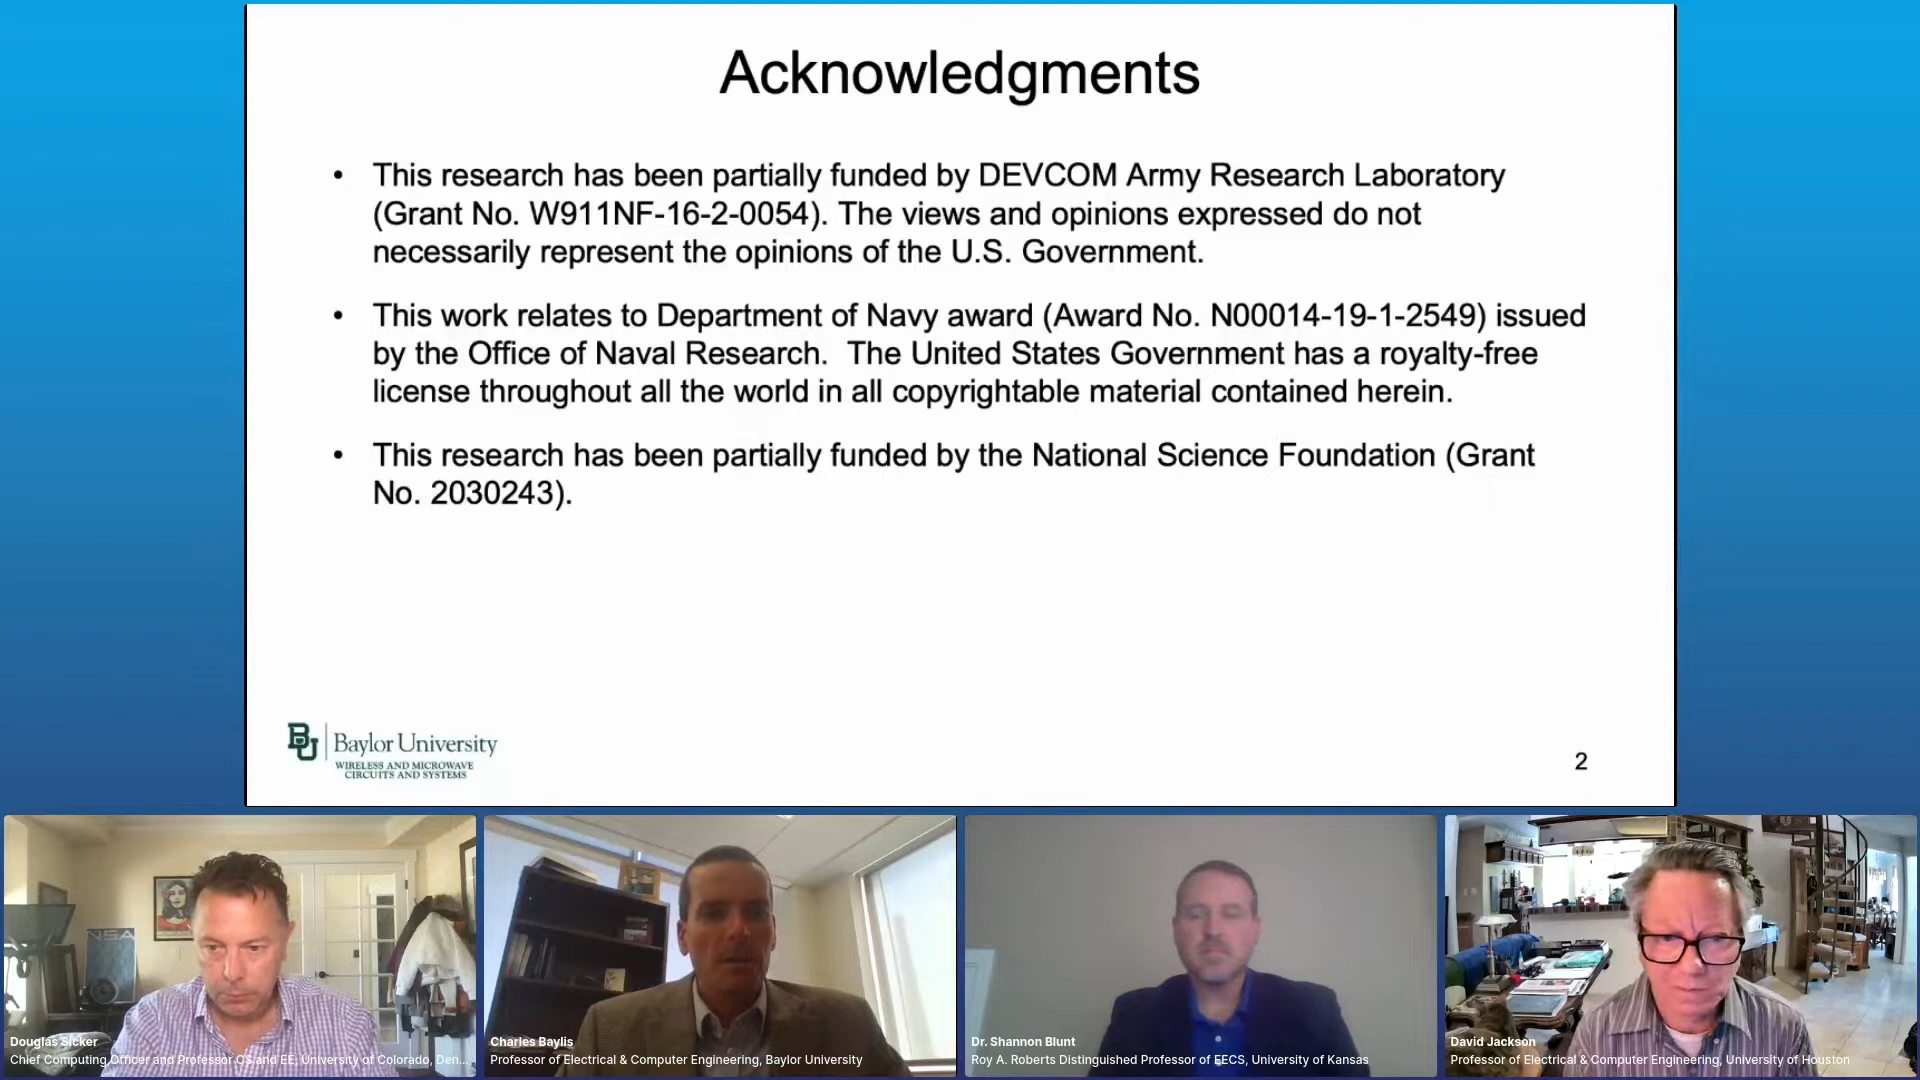 Acknowledgments
• This research has been partially funded by DEVCOM Army Research Laboratory
(Grant No. W911NF-16-2-0054). The views and opinions expressed do not
necessarily represent the opinions of the U.S. Government.
• This work relates to Department of Navy award (Award No. N00014-19-1-2549) issued
by the Office of Naval Research.  The United States Government has a royalty-free
license throughout all the world in all copyrightable material contained herein.
• This research has been partially funded by the National Science Foundation (Grant
No. 2030243).
BU Baylor University
WIRELESS AND MICROWAVE
CIRCUITS AND SYSTEMS
2
NSA
Douglas Sicker
Chief Computing Officer and Professor CS and EE, University of Colorado, Den...
Charles Baylis
Professor of Electrical & Computer Engineering, Baylor University
Dr. Shannon Blunt
Roy A. Roberts Distinguished Professor of EECS, University of Kansas
David Jackson
Professor of Electrical & Computer Engineering, University of Houston